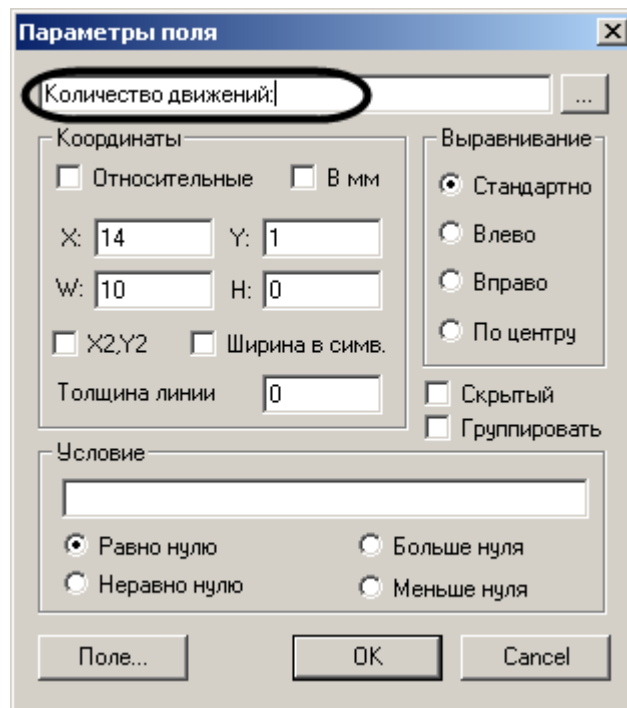 Параметры поля
Количество движений:
...
Координаты
Выравнивание
Относительные В мм
Стандартно
X: 14 Y: 1
Влево
W: 10 H: 0
Вправо
X2,Y2 Ширина в симв.
По центру
Толщина линии 0
Скрытый
Группировать
Условие
Равно нулю Больше нуля
Неравно нулю Меньше нуля
Поле... OK Cancel